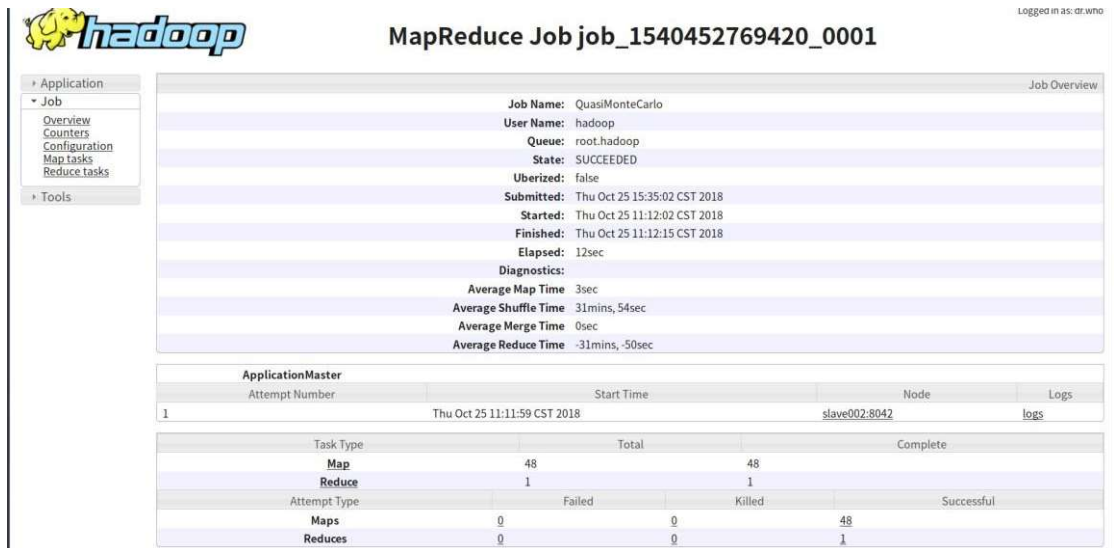 Logged in as: dr.who
hadoop
MapReduce Job job_1540452769420_0001
Application
Job
Overview
Counters
Configuration
Map tasks
Reduce tasks
Tools
Job Overview
Job Name: QuasiMonteCarlo
User Name: hadoop
Queue: root.hadoop
State: SUCCEEDED
Uberized: false
Submitted: Thu Oct 25 15:35:02 CST 2018
Started: Thu Oct 25 11:12:02 CST 2018
Finished: Thu Oct 25 11:12:15 CST 2018
Elapsed: 12sec
Diagnostics:
Average Map Time 3sec
Average Shuffle Time 31mins, 54sec
Average Merge Time 0sec
Average Reduce Time -31mins, -50sec
ApplicationMaster
Attempt Number Start Time Node Logs
1 Thu Oct 25 11:11:59 CST 2018 slave002:8042 logs
Task Type Total Complete
Map 48 48
Reduce 1 1
Attempt Type Failed Killed Successful
Maps 0 0 48
Reduces 0 0 1